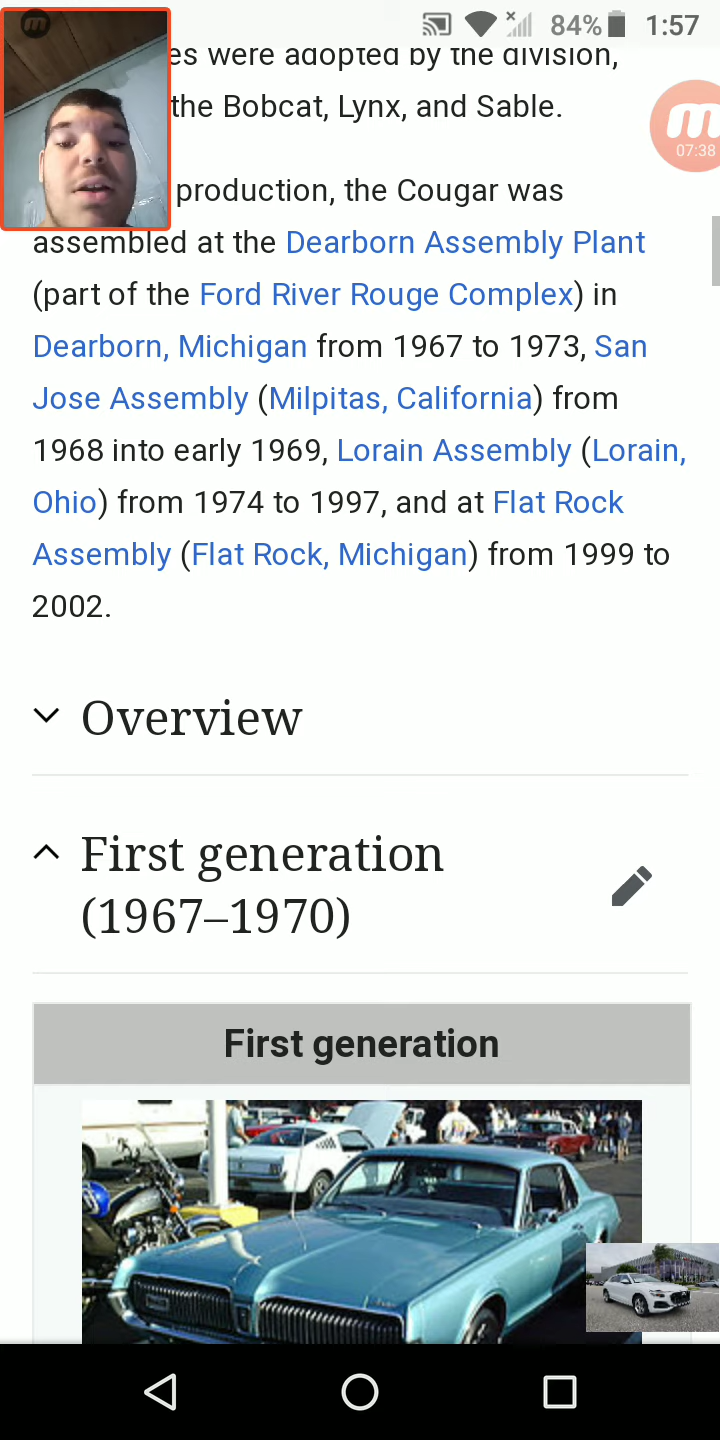 84% 1:57
es were adopted by the division,
the Bobcat, Lynx, and Sable.
m
07:38
production, the Cougar was
assembled at the Dearborn Assembly Plant
(part of the Ford River Rouge Complex) in
Dearborn, Michigan from 1967 to 1973, San
Jose Assembly (Milpitas, California) from
1968 into early 1969, Lorain Assembly (Lorain,
Ohio) from 1974 to 1997, and at Flat Rock
Assembly (Flat Rock, Michigan) from 1999 to
2002.
Overview
First generation
(1967–1970)
First generation